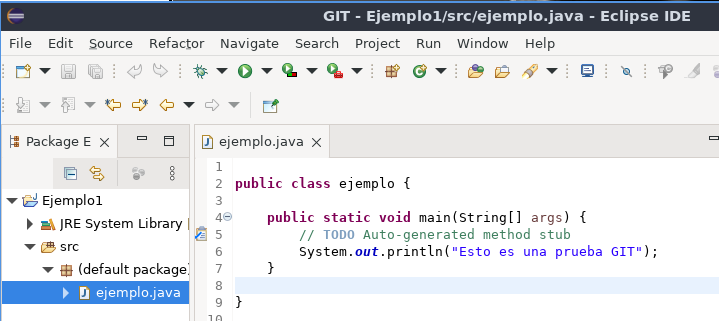 GIT - Ejemplo1/src/ejemplo.java - Eclipse IDE
File Edit Source Refactor Navigate Search Project Run Window Help
Package E
ejemplo.java
Ejemplo1
JRE System Library
src
(default package)
ejemplo.java
1
2 public class ejemplo {
3
4 public static void main(String[] args) {
5 // TODO Auto-generated method stub
6 System.out.println("Esto es una prueba GIT");
7 }
8
9 }
10